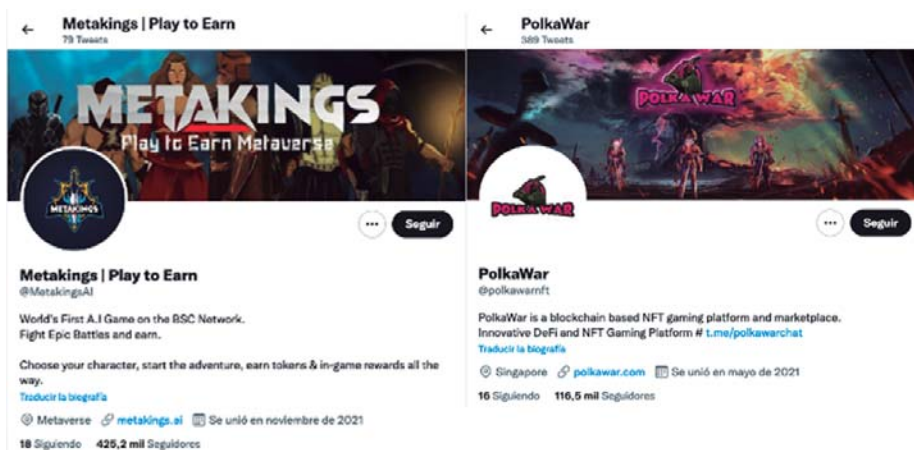 Metakings | Play to Earn
79 Tweets
METAKINGS
Play to Earn Metaverse
METAKINGS
Seguir
Metakings | Play to Earn
@MetakingsAI
World's First A.I Game on the BSC Network.
Fight Epic Battles and earn.
Choose your character, start the adventure, earn tokens & in-game rewards all the
way.
Traducir la biografía
Metaverse metakings.ai Se unió en noviembre de 2021
18 Siguiendo 425,2 mil Seguidores
PolkaWar
389 Tweets
POLKA WAR
POLKA WAR
Seguir
PolkaWar
@polkawarnft
PolkaWar is a blockchain based NFT gaming platform and marketplace.
Innovative DeFi and NFT Gaming Platform # t.me/polkawarchat
Traducir la biografía
Singapore polkawar.com Se unió en mayo de 2021
16 Siguiendo 116,5 mil Seguidores